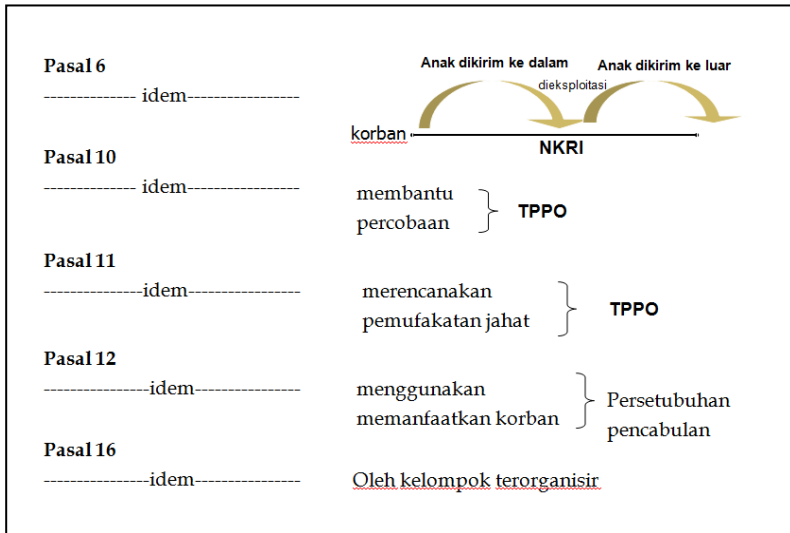 Pasal 6
-------------- idem-----------------
Anak dikirim ke dalam
Anak dikirim ke luar
dieksploitasi
korban
NKRI
Pasal 10
-------------- idem-----------------
membantu
percobaan
TPPO
Pasal 11
---------------idem-----------------
merencanakan
pemufakatan jahat
TPPO
Pasal 12
---------------idem----------------
menggunakan
memanfaatkan korban
Persetubuhan
pencabulan
Pasal 16
---------------idem----------------
Oleh kelompok terorganisir